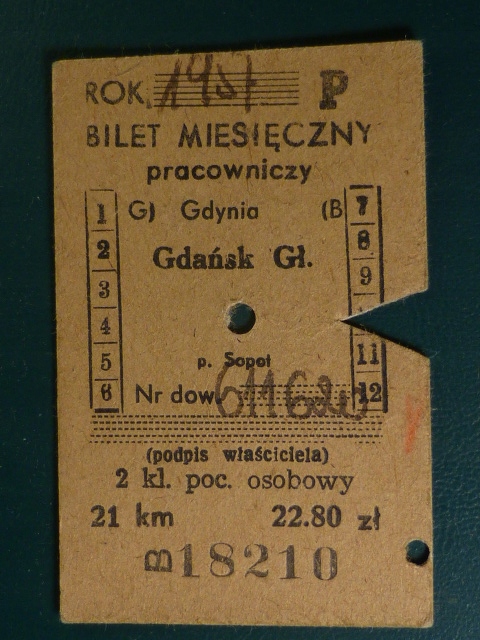 ROK, 1957 P
BILET MIESIĘCZNY
pracowniczy
1 G) Gdynia (B 7
2 Gdańsk Gł. 8
3 9
4
5 p. Sopot 11
6 Nr dow. 12
(podpis właściciela)
2 kl. poc. osobowy
21 km 22.80 zł
B 18210